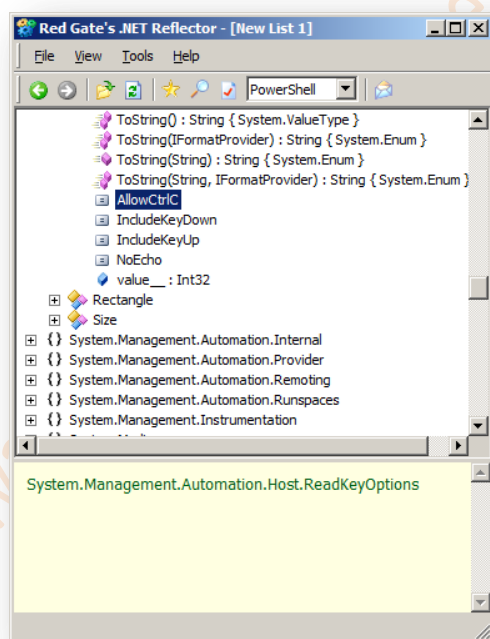 Red Gate's .NET Reflector - [New List 1]
File View Tools Help
PowerShell
ToString() : String { System.ValueType }
ToString(IFormatProvider) : String { System.Enum }
ToString(String) : String { System.Enum }
ToString(String, IFormatProvider) : String { System.Enum }
AllowCtrlC
IncludeKeyDown
IncludeKeyUp
NoEcho
value__ : Int32
Rectangle
Size
{} System.Management.Automation.Internal
{} System.Management.Automation.Provider
{} System.Management.Automation.Remoting
{} System.Management.Automation.Runspaces
{} System.Management.Instrumentation
System.Management.Automation.Host.ReadKeyOptions